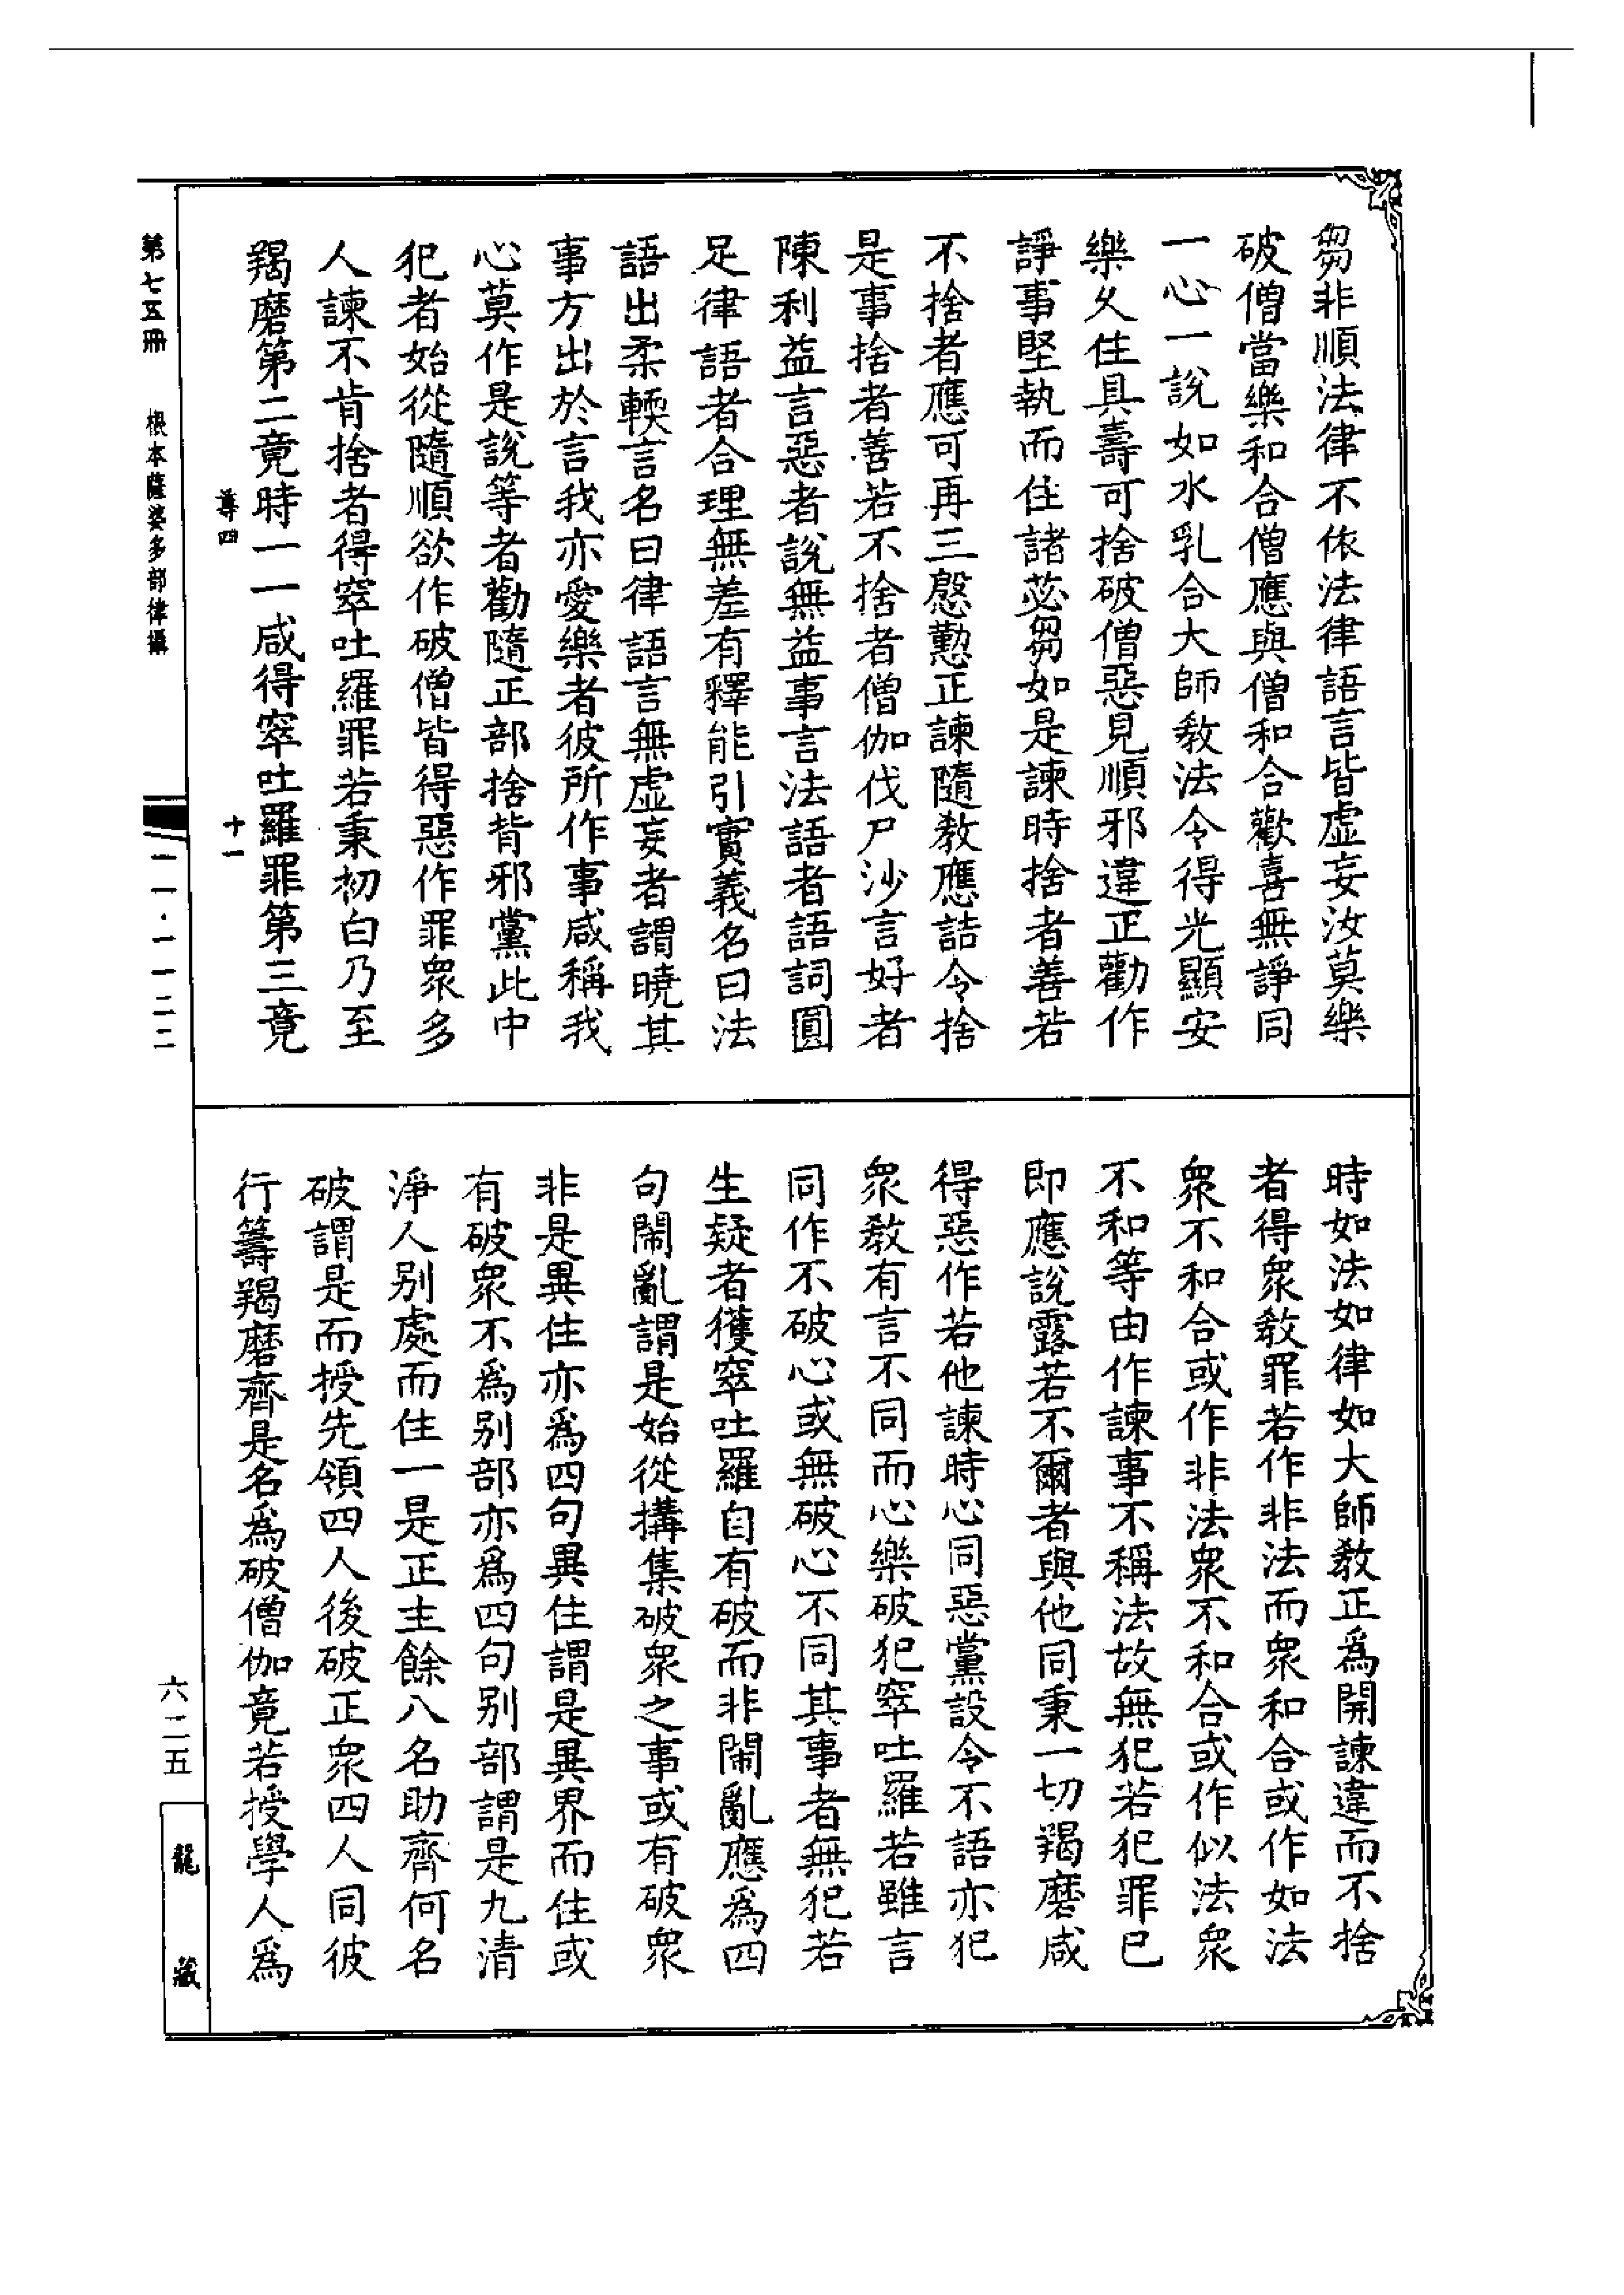 芻非順法律不依法律語言皆虛妄汝莫樂
破僧當樂和合僧應與僧和合歡喜無諍同
一心一說如水乳合大師教法令得光顯安
樂久住具壽可捨破僧惡見順邪違正勸作
諍事堅執而住諸苾芻如是諫時捨者善若
不捨者應可再三慇懃正諫隨教應詰令捨
是事捨者善若不捨者僧伽伐尸沙言好者
陳利益言惡者說無益事言法語者語詞圓
足律語者合理無差有釋能引實義名曰法
語出柔輭言名曰律語言無虛妄者謂曉其
事方出於言我亦愛樂者彼所作事咸稱我
心莫作是說等者勸隨正部捨背邪黨此中
犯者始從隨順欲作破僧皆得惡作罪眾多
人諫不肯捨者得窣吐羅罪若秉初白乃至
羯磨第二竟時一一咸得窣吐羅罪第三竟
尊四
十一
時如法如律如大師教正為開諫違而不捨
者得眾教罪若作非法而眾和合或作如法
眾不和合或作非法眾不和合或作似法眾
不和等由作諫事不稱法故無犯若犯罪已
即應說露若不爾者與他同秉一切羯磨咸
得惡作若他諫時心同惡黨設令不語亦犯
眾教有言不同而心樂破犯窣吐羅若雖言
同作不破心或無破心不同其事者無犯若
生疑者獲窣吐羅自有破而非鬧亂應為四
句鬧亂謂是始從搆集破眾之事或有破眾
非是異住亦為四句異住謂是異界而住或
有破眾不為別部亦為四句別部謂是九清
淨人別處而住一是正主餘八名助齊何名
破謂是而授先領四人後破正眾四人同彼
行籌羯磨齊是名為破僧伽竟若授學人為
第七五冊
根本薩婆多部律攝
一一·一一二二
六二五
龍藏